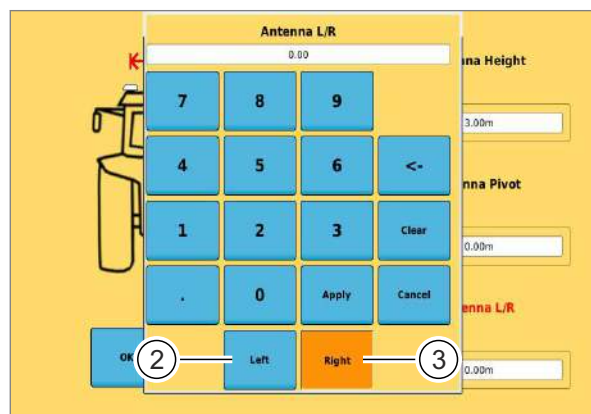 Antenna L/R
0.00
nna Height
7 8 9
3.00m
4 5 6 <-
nna Pivot
1 2 3 Clear
0.00m
. 0 Apply Cancel
enna L/R
OK
2 Left Right 3
0.00m